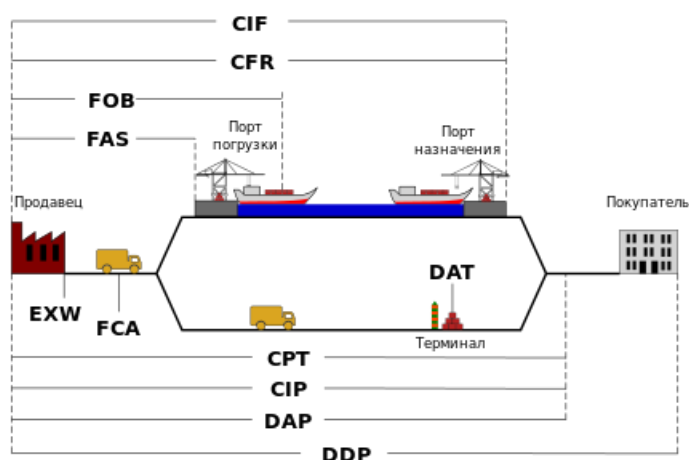 CIF
CFR
FOB
FAS
Порт
погрузки
Порт
назначения
Продавец
Покупатель
EXW
FCA
DAT
Терминал
CPT
CIP
DAP
DDP